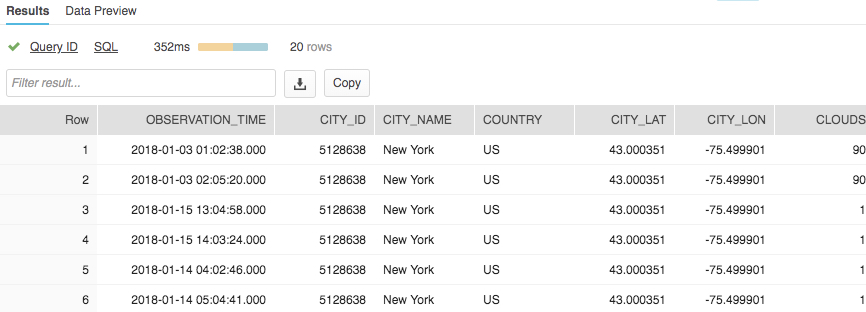 Results Data Preview
Query ID SQL 352ms 20 rows
Filter result... Copy
Row OBSERVATION_TIME CITY_ID CITY_NAME COUNTRY CITY_LAT CITY_LON CLOUDS
1 2018-01-03 01:02:38.000 5128638 New York US 43.000351 -75.499901 90
2 2018-01-03 02:05:20.000 5128638 New York US 43.000351 -75.499901 90
3 2018-01-15 13:04:58.000 5128638 New York US 43.000351 -75.499901 1
4 2018-01-15 14:03:24.000 5128638 New York US 43.000351 -75.499901 1
5 2018-01-14 04:02:46.000 5128638 New York US 43.000351 -75.499901 1
6 2018-01-14 05:04:41.000 5128638 New York US 43.000351 -75.499901 1